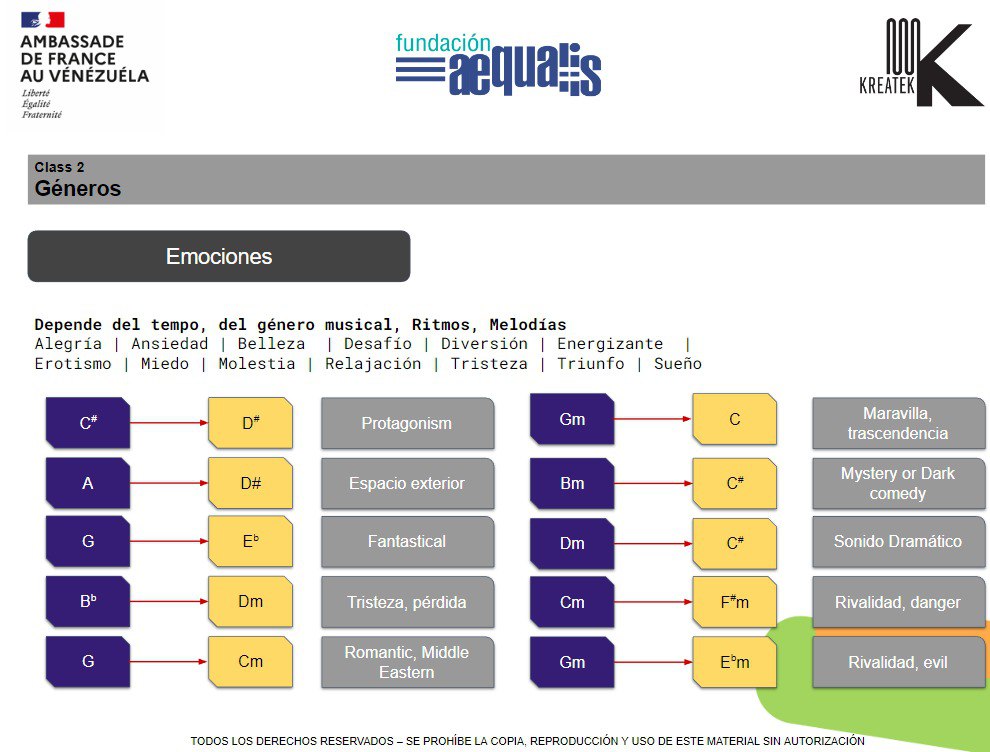 AMBASSADE
DE FRANCE
AU VÉNÉZUÉLA
Liberté
Égalité
Fraternité
fundación
aequalis
KREATEK
Class 2
Géneros
Emociones
Depende del tempo, del género musical, Ritmos, Melodías
Alegría | Ansiedad | Belleza | Desafío | Diversión | Energizante |
Erotismo | Miedo | Molestia | Relajación | Tristeza | Triunfo | Sueño
C# D# Protagonism
A D# Espacio exterior
G Eb Fantastical
Bb Dm Tristeza, pérdida
G Cm Romantic, Middle
Eastern
Gm C Maravilla,
trascendencia
Bm C# Mystery or Dark
comedy
Dm C# Sonido Dramático
Cm F#m Rivalidad, danger
Gm Ebm Rivalidad, evil
TODOS LOS DERECHOS RESERVADOS – SE PROHÍBE LA COPIA, REPRODUCCIÓN Y USO DE ESTE MATERIAL SIN AUTORIZACIÓN